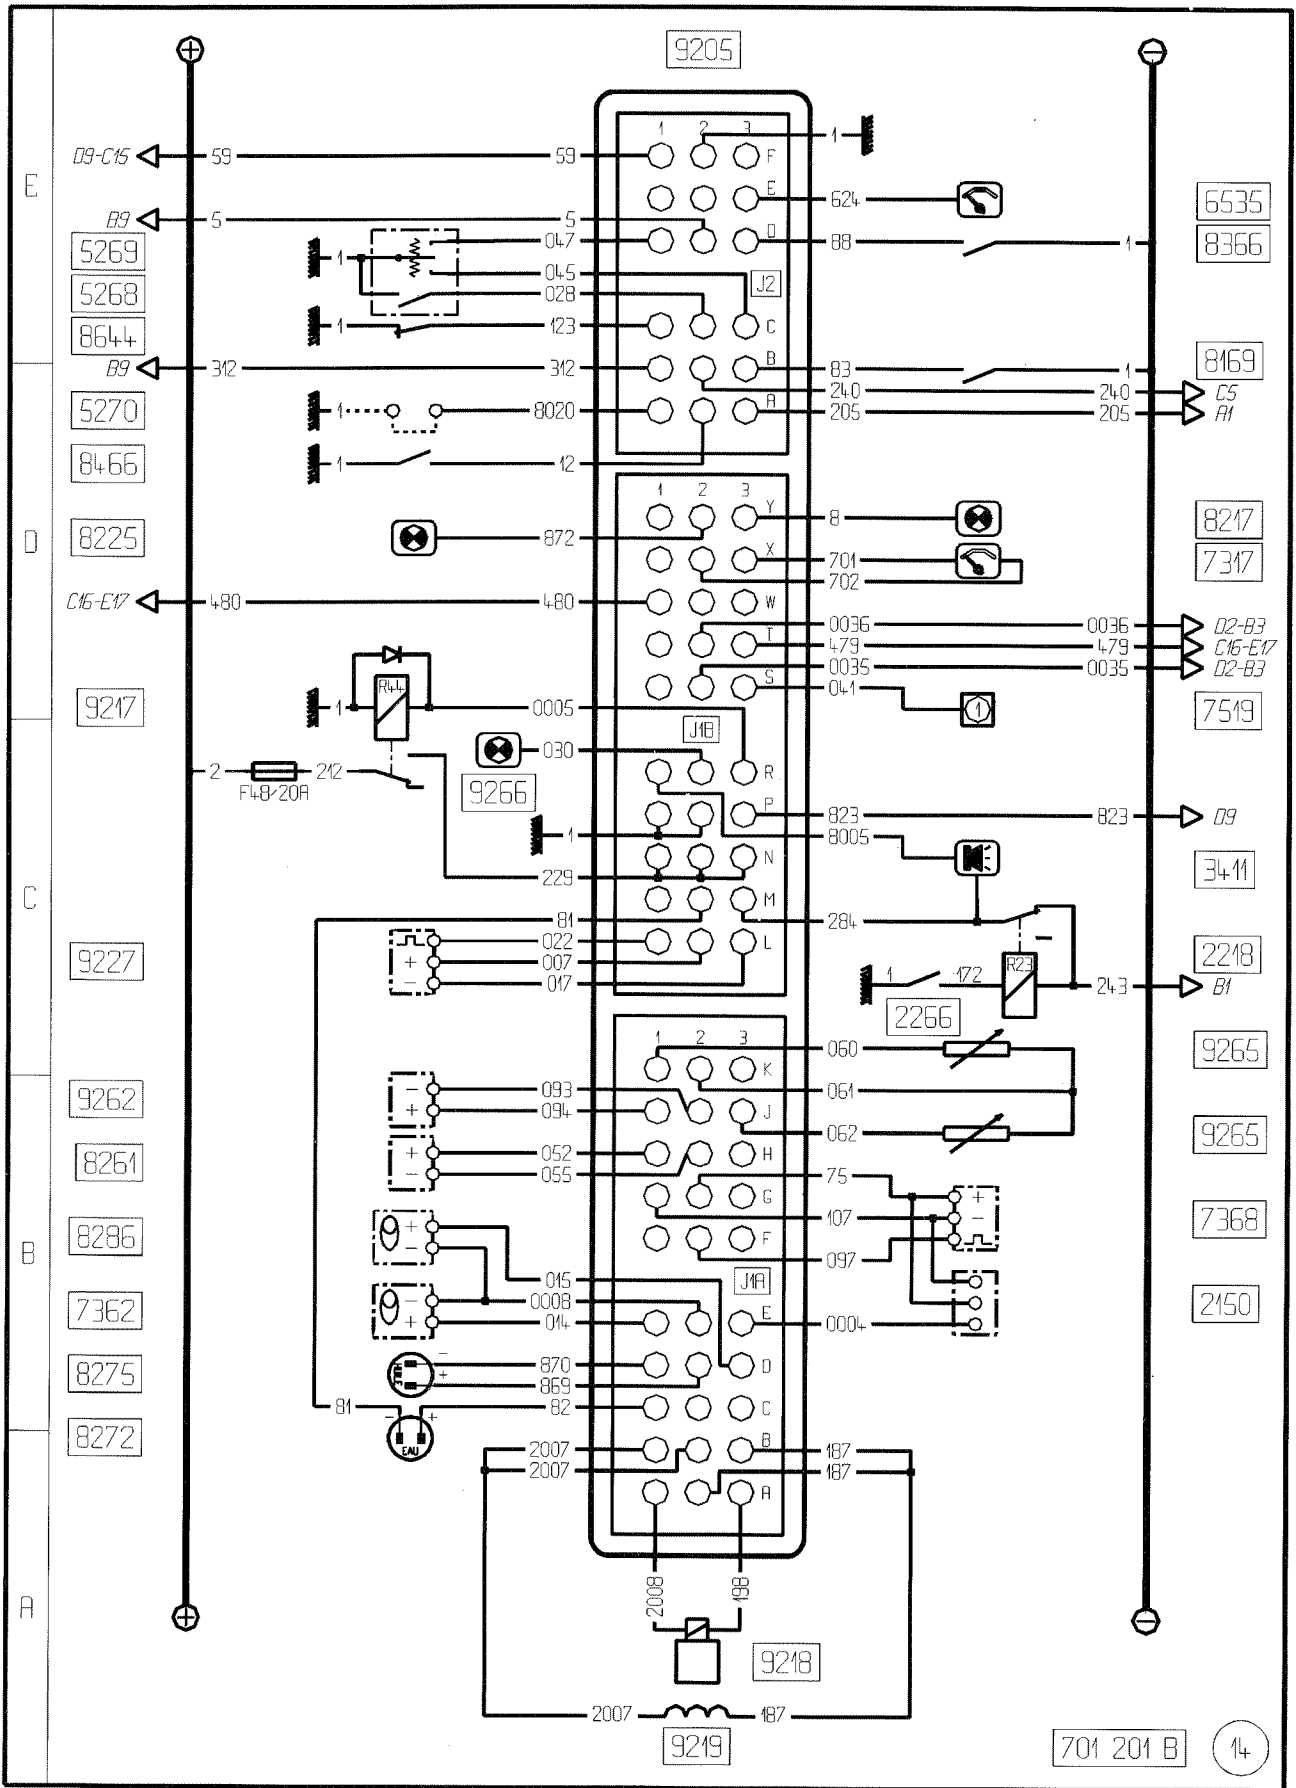 9205
1 2 3
D9-C15 59 59 F 1
E
E 624 6535
B9 5 5 D 88 1 8366
5269 1 047
045 J2
5268 028
8644 1 123 C
B9 312 312 B 83 1 8169
240 240 C5
5270 1 8020 A 205 205 A1
8466 1 12
1 2 3
Y 8 8217
D
8225 872
X 701 7317
702
C16-E17 480 480 W
0036 0036 D2-B3
T 479 479 C16-E17
0035 0035 D2-B3
S 041 1 7519
9217 R44 1 0005
J1B
030
2 212 R
F48/20A 9266
P 823 823 D9
1 8005
N 3411
229
C
M
81 284
022 L
9227 + 007 2218
- 017 1 172 R23 243 B1
2266
1 2 3
060 9265
K
9262 - 093 061
+ 094 J
062 9265
8261 + 052 H
- 055 75
G +
8286 + 107 - 7368
B
- F 097
015 J1A
7362 - 0008 2150
+ 014 E 0004
8275 HUILE - + 870 D
869
81 82 C
8272 - + EAU
2007 B 187
2007 187
A
2008 198
A
9218
2007 187
9219
701 201 B 14